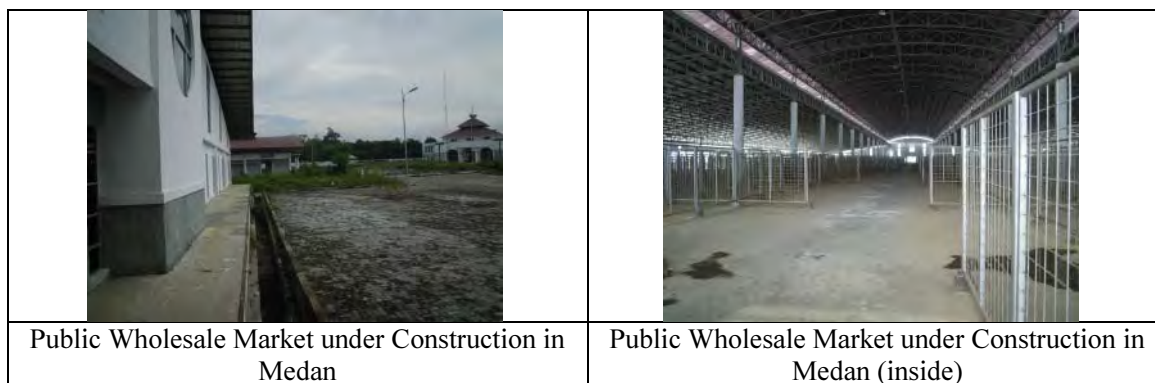 Public Wholesale Market under Construction in
Medan
Public Wholesale Market under Construction in
Medan (inside)